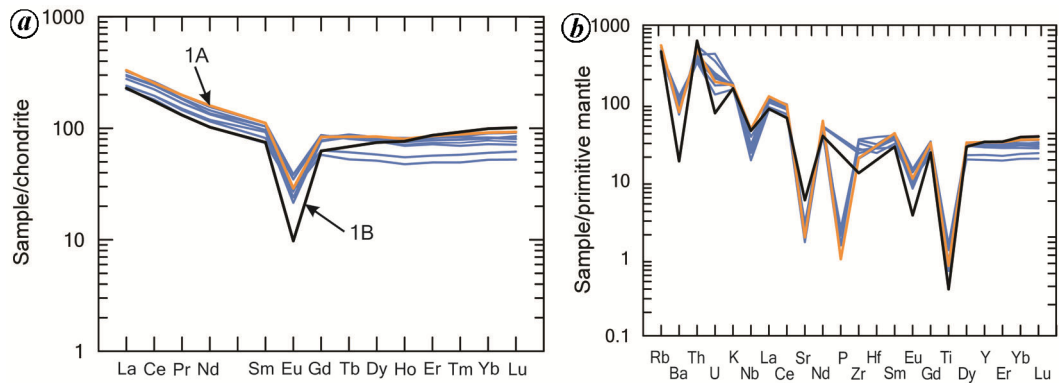 a
Sample/chondrite
1000
100
10
1
1A
1B
La Ce Pr Nd Sm Eu Gd Tb Dy Ho Er Tm Yb Lu
b
Sample/primitive mantle
1000
100
10
1
0.1
Rb Th K La Sr P Hf Eu Ti Y Yb
Ba U Nb Ce Nd Zr Sm Gd Dy Er Lu